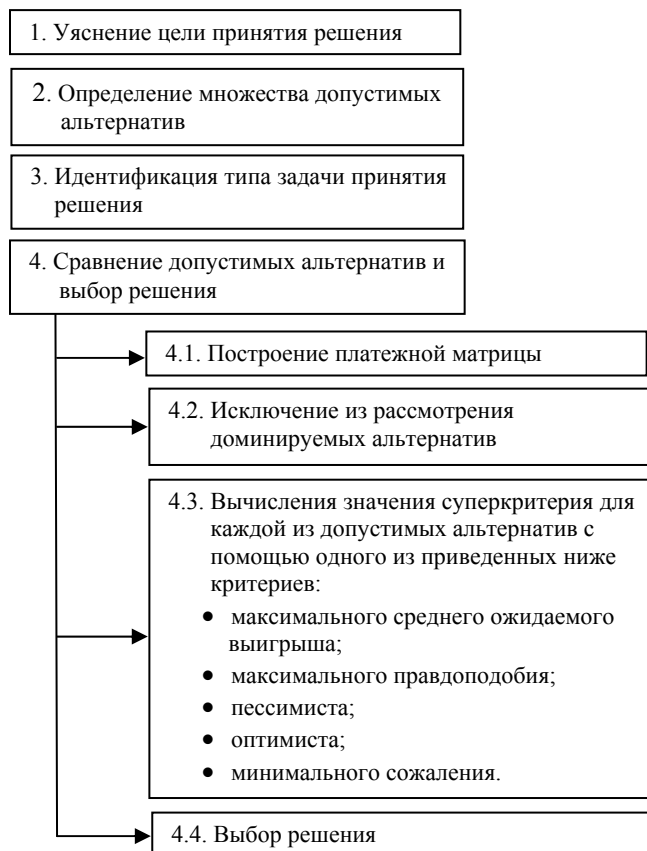 1. Уяснение цели принятия решения
2. Определение множества допустимых
альтернатив
3. Идентификация типа задачи принятия
решения
4. Сравнение допустимых альтернатив и
выбор решения
4.1. Построение платежной матрицы
4.2. Исключение из рассмотрения
доминируемых альтернатив
4.3. Вычисления значения суперкритерия для
каждой из допустимых альтернатив с
помощью одного из приведенных ниже
критериев:
• максимального среднего ожидаемого
выигрыша;
• максимального правдоподобия;
• пессимиста;
• оптимиста;
• минимального сожаления.
4.4. Выбор решения